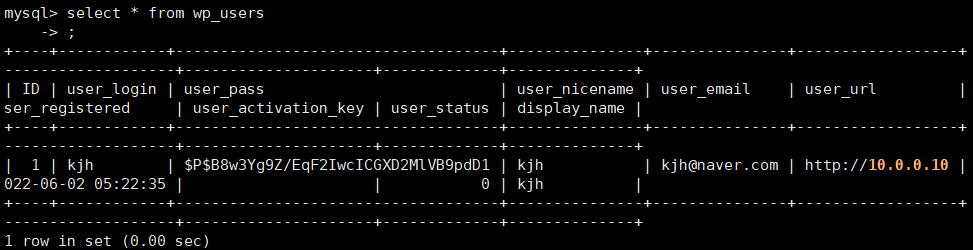 mysql> select * from wp_users
    -> ;
+----+------------+------------------------------------+---------------+---------------+-----------------+
---------------------+---------------------+-------------+--------------+
| ID | user_login | user_pass                          | user_nicename | user_email    | user_url        |
ser_registered     | user_activation_key | user_status | display_name |
+----+------------+------------------------------------+---------------+---------------+-----------------+
---------------------+---------------------+-------------+--------------+
|  1 | kjh        | $P$B8w3Yg9Z/EqF2IwcICGXD2MlVB9pdD1 | kjh           | kjh@naver.com | http://10.0.0.10 |
022-06-02 05:22:35 |                     |           0 | kjh          |
+----+------------+------------------------------------+---------------+---------------+-----------------+
---------------------+---------------------+-------------+--------------+
1 row in set (0.00 sec)